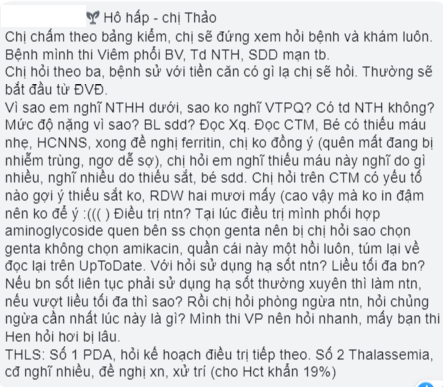 🌱 Hô hấp - chị Thảo
Chị chấm theo bảng kiểm, chị sẽ đứng xem hỏi bệnh và khám luôn.
Bệnh mình thi Viêm phổi BV, Td NTH, SDD mạn tb.
Chị hỏi theo ba, bệnh sử với tiền căn có gì lạ chị sẽ hỏi. Thường sẽ
bắt đầu từ ĐVĐ.
Vì sao em nghĩ NTHH dưới, sao ko nghĩ VTPQ? Có td NTH không?
Mức độ nặng vì sao? BL sdd? Đọc Xq. Đọc CTM, Bé có thiếu máu
nhẹ, HCNNS, xong đề nghị ferritin, chị ko đồng ý (quên mất đang bị
nhiễm trùng, ngơ dễ sợ), chị hỏi em nghĩ thiếu máu này nghĩ do gì
nhiều, nghĩ nhiều do thiếu sắt, bé sdd. Chị hỏi trên CTM có yếu tố
nào gợi ý thiếu sắt ko, RDW hai mươi mấy (cao vậy mà ko in đậm
nên ko để ý :((( ) Điều trị ntn? Tại lúc điều trị mình phối hợp
aminoglycoside quen bên ss chọn genta nên bị chị hỏi sao chọn
genta không chọn amikacin, quần cái này một hồi luôn, túm lại về
đọc lại trên UpToDate. Với hỏi sử dụng hạ sốt ntn? Liều tối đa bn?
Nếu bn sốt liên tục phải sử dụng hạ sốt thường xuyên thì làm ntn,
nếu vượt liều tối đa thì sao? Rồi chị hỏi phòng ngừa ntn, hỏi chủng
ngừa cần nhất lúc này là gì? Mình thi VP nên hỏi nhanh, mấy bạn thi
Hen hỏi hơi bị lâu.
THLS: Số 1 PDA, hỏi kế hoạch điều trị tiếp theo. Số 2 Thalassemia,
cđ nghĩ nhiều, đề nghị xn, xử trí (cho Hct khẩn 19%)